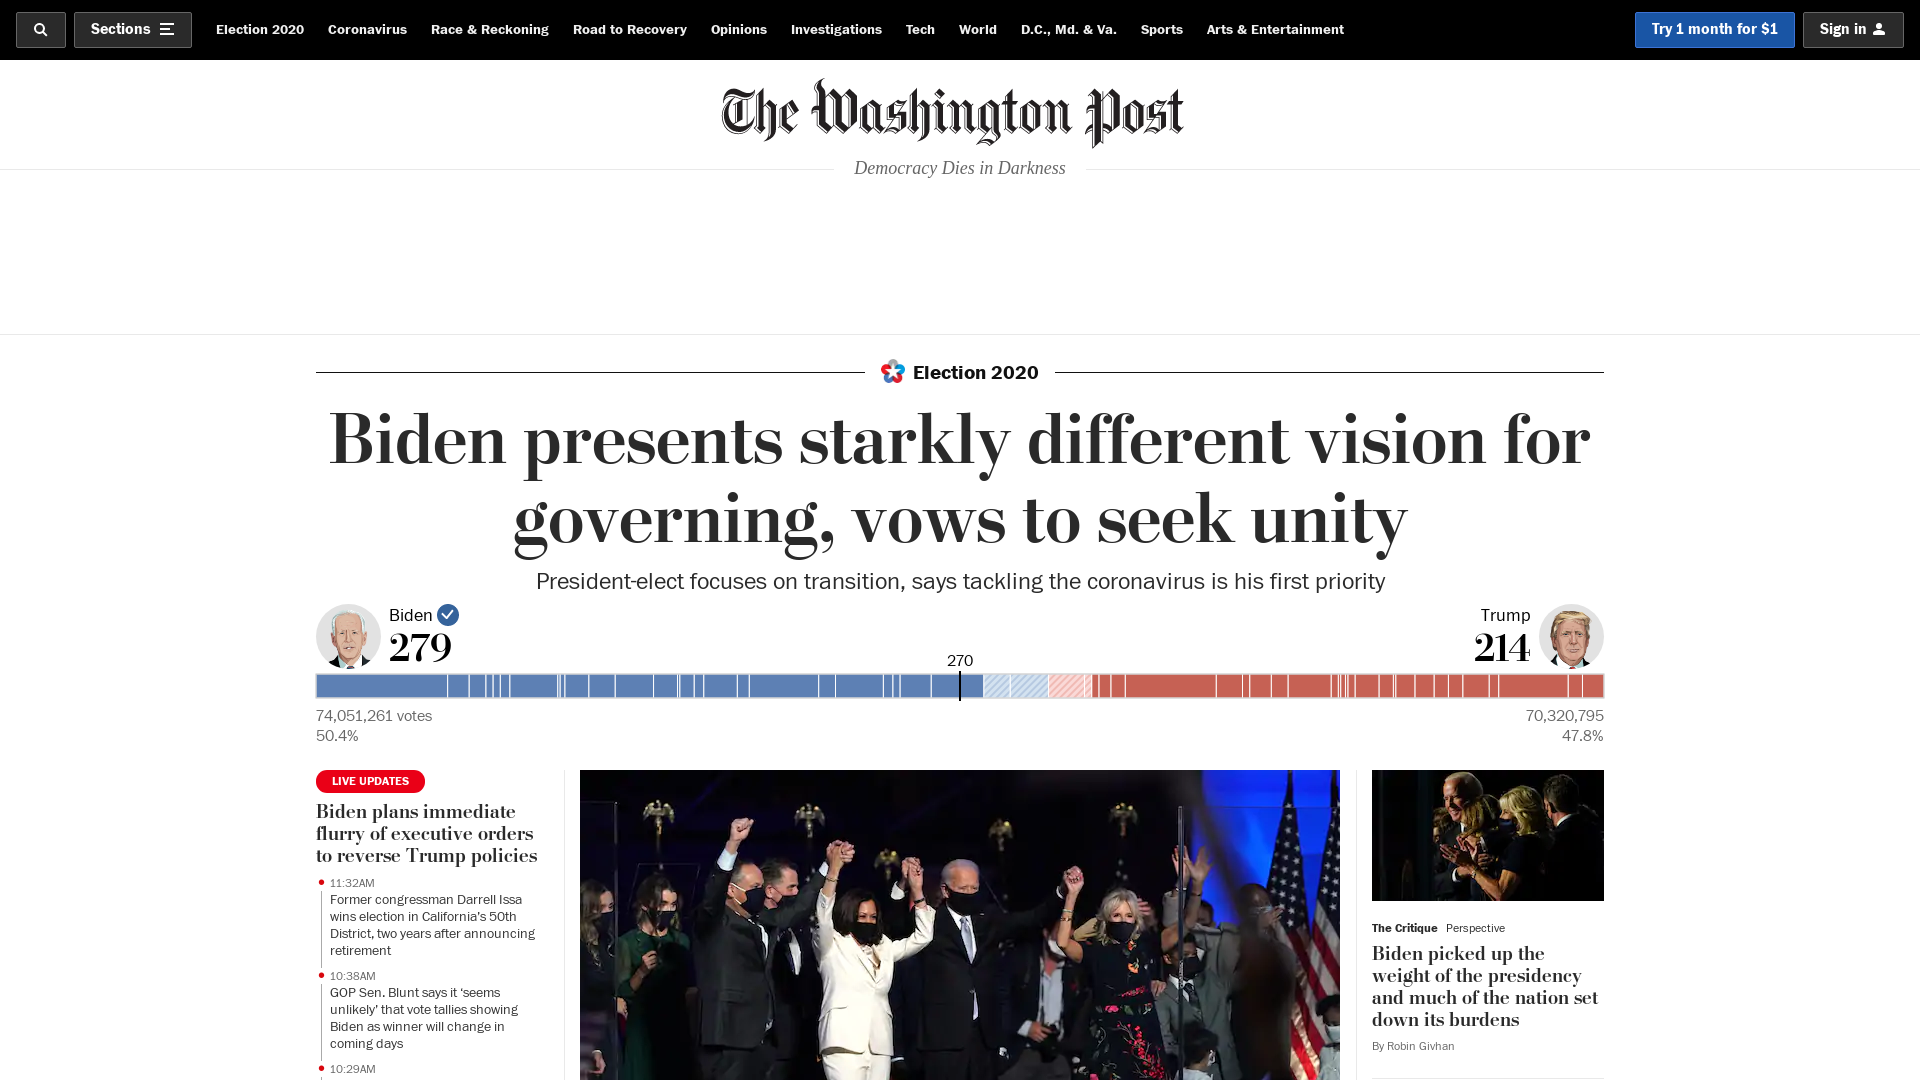 Sections
Election 2020
Coronavirus
Race & Reckoning
Road to Recovery
Opinions
Investigations
Tech
World
D.C., Md. & Va.
Sports
Arts & Entertainment
Try 1 month for $1
Sign in
The Washington Post
Democracy Dies in Darkness
Election 2020
Biden presents starkly different vision for
governing, vows to seek unity
President-elect focuses on transition, says tackling the coronavirus is his first priority
Biden
279
270
Trump
214
74,051,261 votes
50.4%
70,320,795
47.8%
LIVE UPDATES
Biden plans immediate
flurry of executive orders
to reverse Trump policies
11:32AM
Former congressman Darrell Issa
wins election in California's 50th
District, two years after announcing
retirement
10:38AM
GOP Sen. Blunt says it ‘seems
unlikely’ that vote tallies showing
Biden as winner will change in
coming days
10:29AM
The Critique Perspective
Biden picked up the
weight of the presidency
and much of the nation set
down its burdens
By Robin Givhan